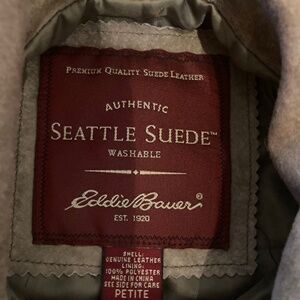 PREMIUM QUALITY SUEDE LEATHER
AUTHENTIC
SEATTLE SUEDE™
WASHABLE
Eddie Bauer®
EST. 1920
SHELL:
GENUINE LEATHER
LINING:
100% POLYESTER
MADE IN CHINA
SEE SIDE FOR CARE
PETITE